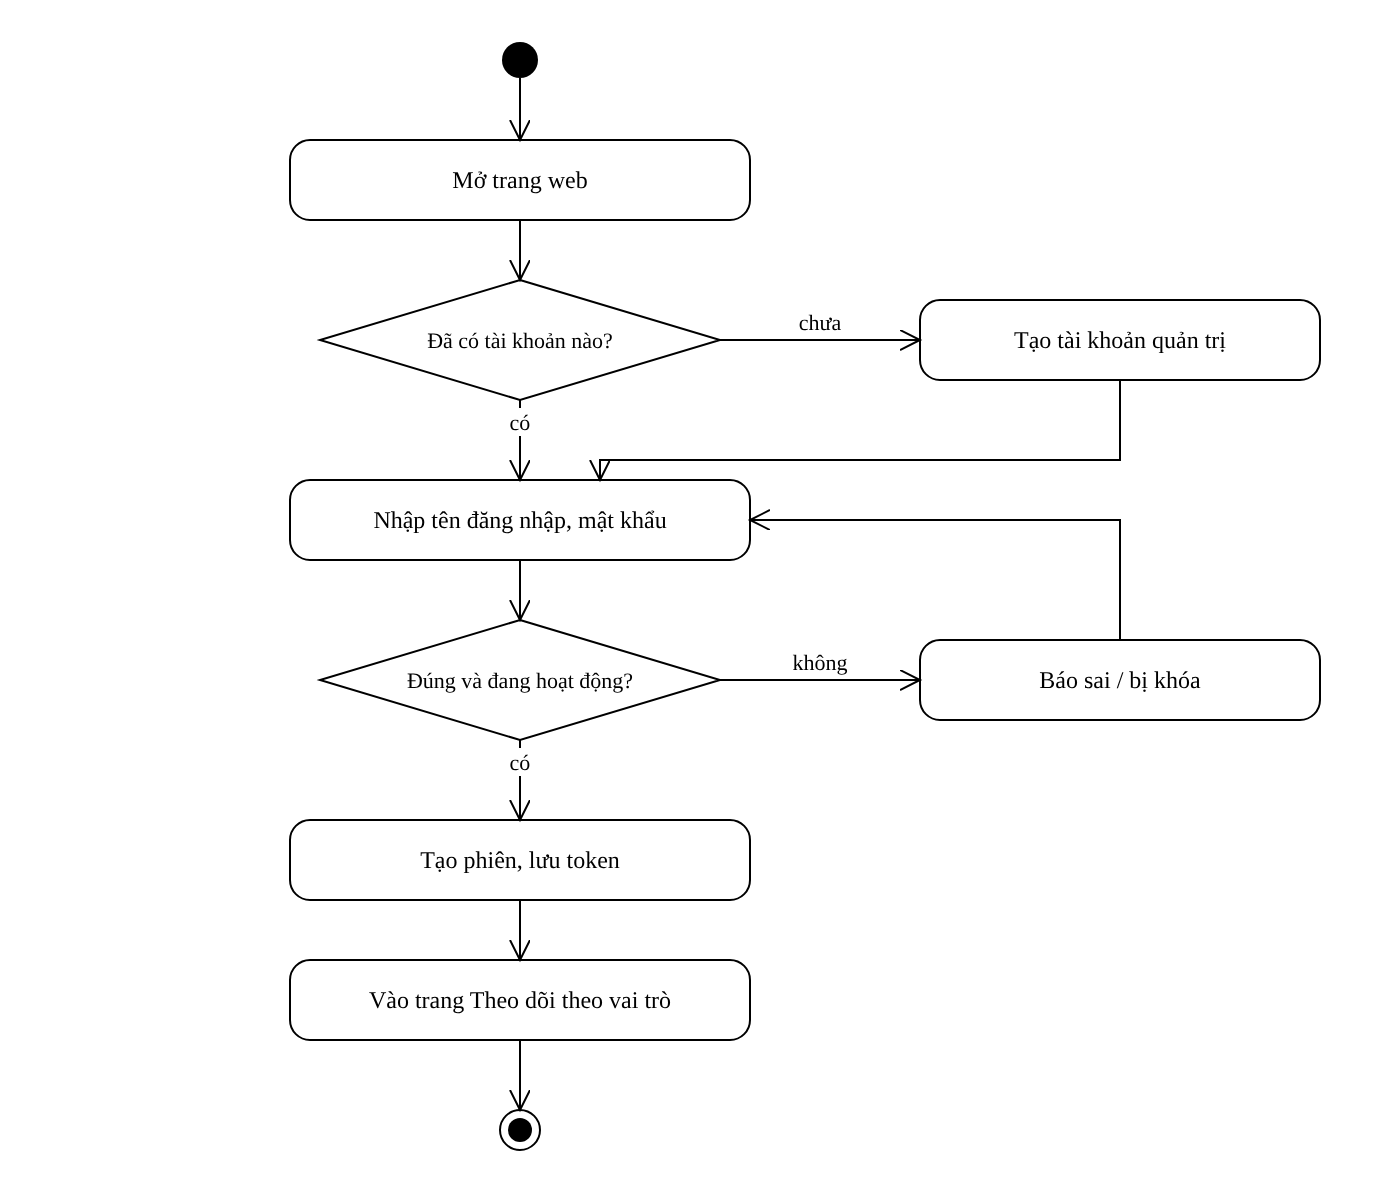 Mở trang web
Đã có tài khoản nào?
chưa
Tạo tài khoản quản trị
có
Nhập tên đăng nhập, mật khẩu
Đúng và đang hoạt động?
không
Báo sai / bị khóa
có
Tạo phiên, lưu token
Vào trang Theo dõi theo vai trò